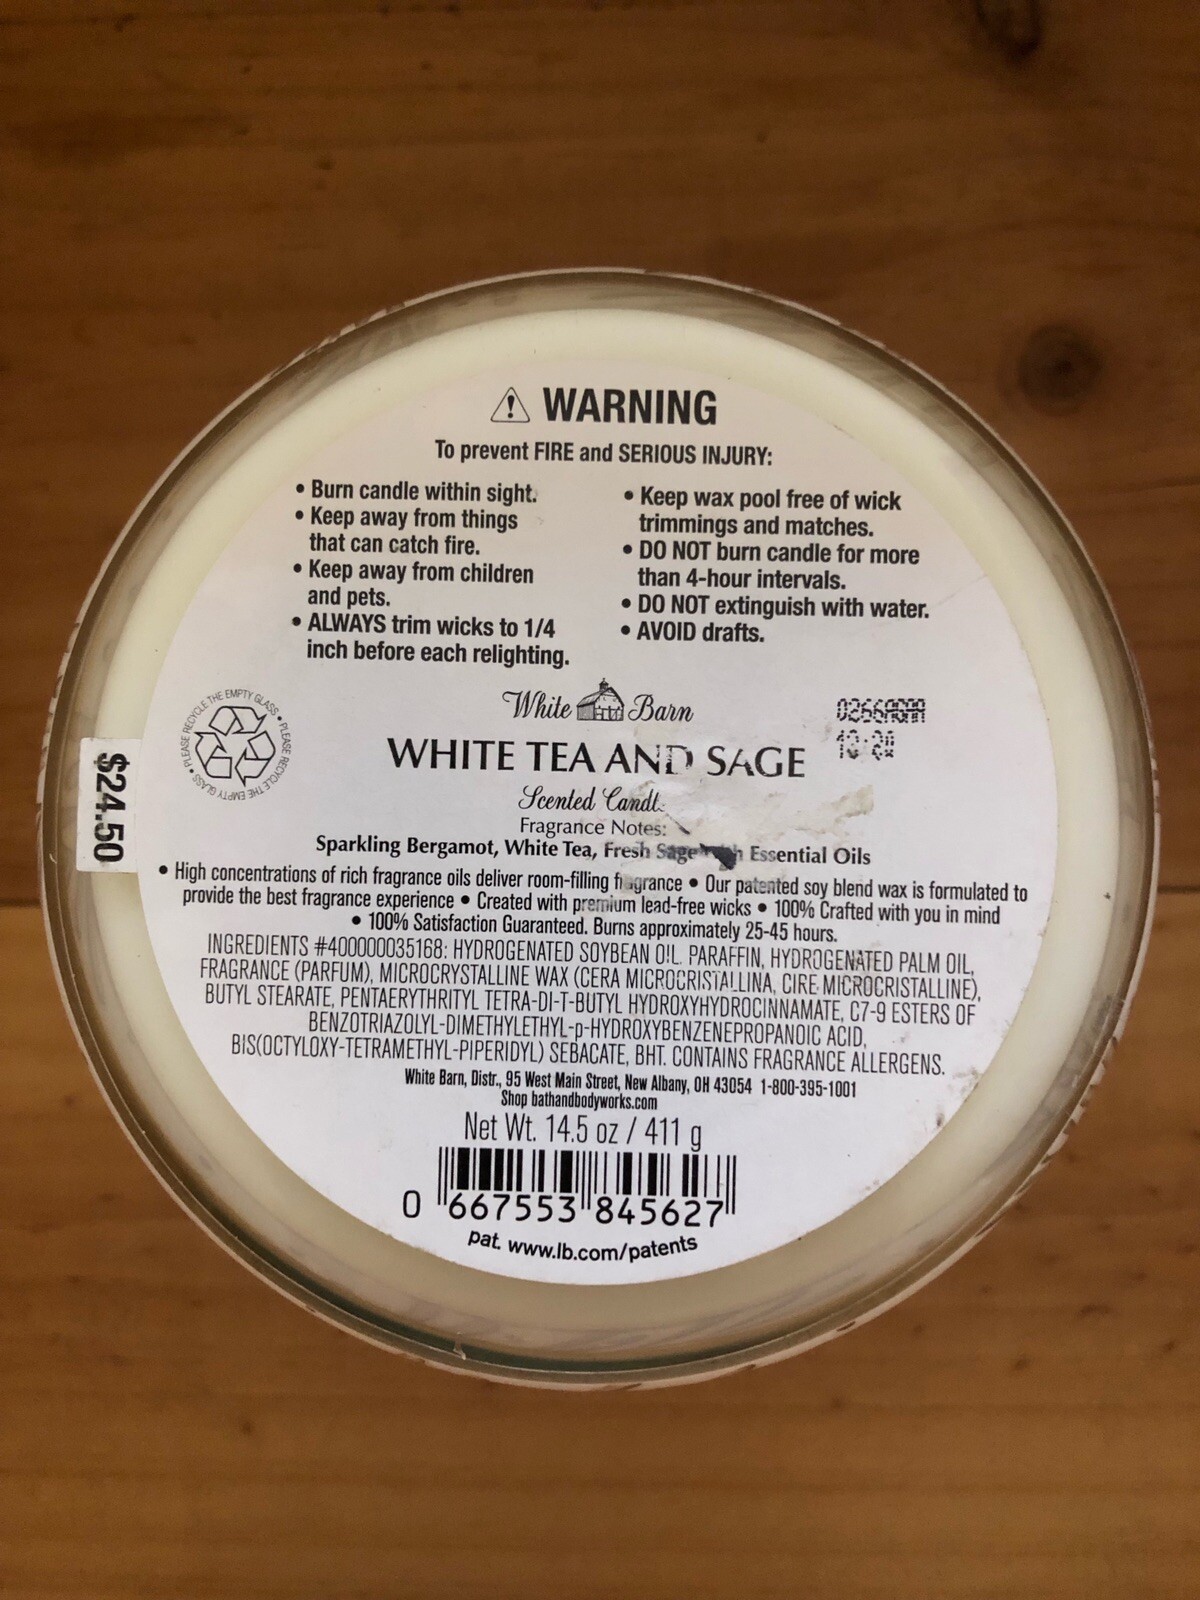 WARNING
To prevent FIRE and SERIOUS INJURY:
• Burn candle within sight.
• Keep away from things
that can catch fire.
• Keep away from children
and pets.
• ALWAYS trim wicks to 1/4
inch before each relighting.
• Keep wax pool free of wick
trimmings and matches.
• DO NOT burn candle for more
than 4-hour intervals.
• DO NOT extinguish with water.
• AVOID drafts.
PLEASE RECYCLE THE EMPTY GLASS • PLEASE RECYCLE THE EMPTY GLASS •
$24.50
White Barn
WHITE TEA AND SAGE
Scented
Fragrance Notes:
Sparkling Bergamot, White Tea, Fresh Sage Essential Oils
• High concentrations of rich fragrance oils deliver room-filling fragrance • Our patented soy blend wax is formulated to
provide the best fragrance experience • Created with premium lead-free wicks • 100% Crafted with you in mind
• 100% Satisfaction Guaranteed. Burns approximately 25-45 hours.
INGREDIENTS #400000035168: HYDROGENATED SOYBEAN OIL, PARAFFIN, HYDROGENATED PALM OIL,
FRAGRANCE (PARFUM), MICROCRYSTALLINE WAX (CERA MICROCRISTALLINA, CIRE MICROCRISTALLINE),
BUTYL STEARATE, PENTAERYTHRITYL TETRA-DI-T-BUTYL HYDROXYHYDROCINNAMATE, C7-9 ESTERS OF
BENZOTRIAZOLYL-DIMETHYLETHYL-p-HYDROXYBENZENEPROPANOIC ACID,
BIS(OCTYLOXY-TETRAMETHYL-PIPERIDYL) SEBACATE, BHT. CONTAINS FRAGRANCE ALLERGENS.
White Barn, Distr., 95 West Main Street, New Albany, OH 43054 1-800-395-1001
Shop bathandbodyworks.com
Net Wt. 14.5 oz / 411 g
0 667553 845627
pat. www.lb.com/patents